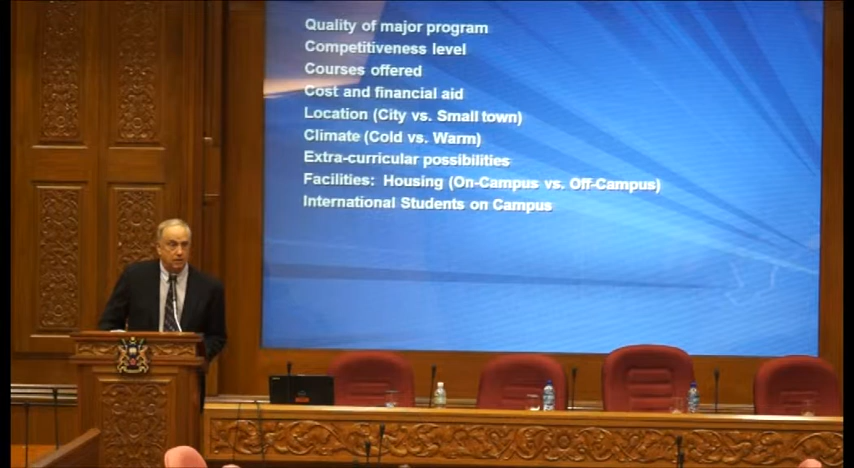 Quality of major program
Competitiveness level
Courses offered
Cost and financial aid
Location (City vs. Small town)
Climate (Cold vs. Warm)
Extra-curricular possibilities
Facilities: Housing (On-Campus vs. Off-Campus)
International Students on Campus